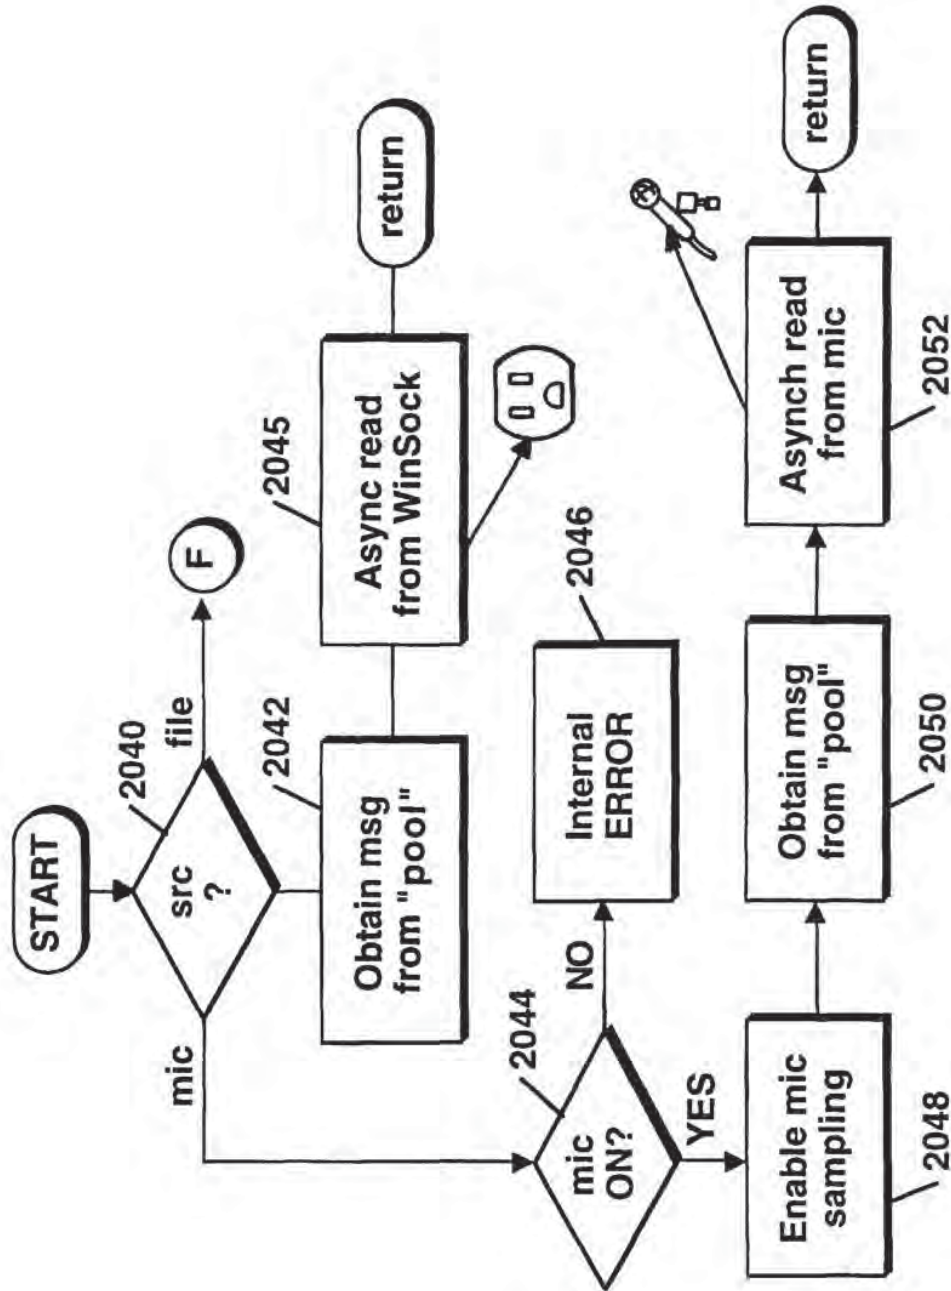 START
2040
src
?
file
F
mic
2042
Obtain msg
from "pool"
2045
Async read
from WinSock
return
2044
mic
ON?
NO
Internal
ERROR
2046
YES
Enable mic
sampling
2048
Obtain msg
from "pool"
2050
Asynch read
from mic
2052
return